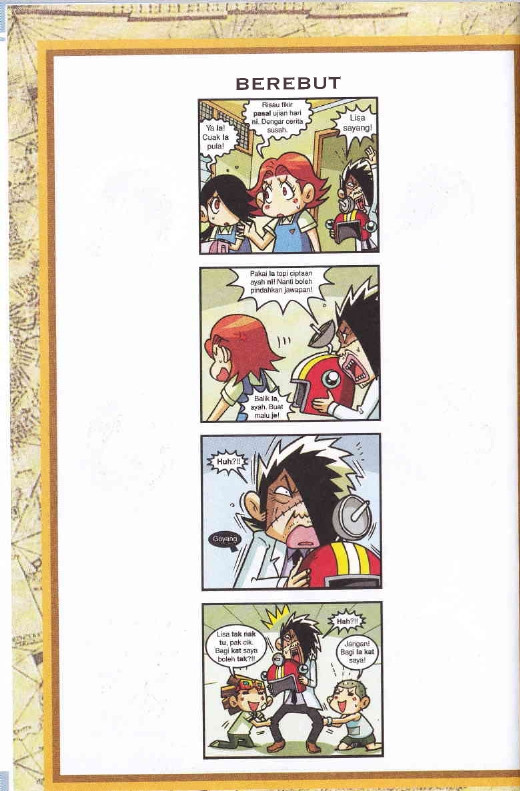 BEREBUT
Risau fikir
pasal ujian hari
ni. Dengar cerita
susah.
Ya la!
Cuak la
pula!
Lisa
sayang!
Pakai la topi ciptaan
ayah ni! Nanti boleh
pindahkan jawapan!
Balik la,
ayah. Buat
malu je!
Huh?!!
Goyang
Lisa tak nak
tu, pak cik.
Bagi kat saya
boleh tak?!!
Huh?!!
Jangan!
Bagi la kat
saya!